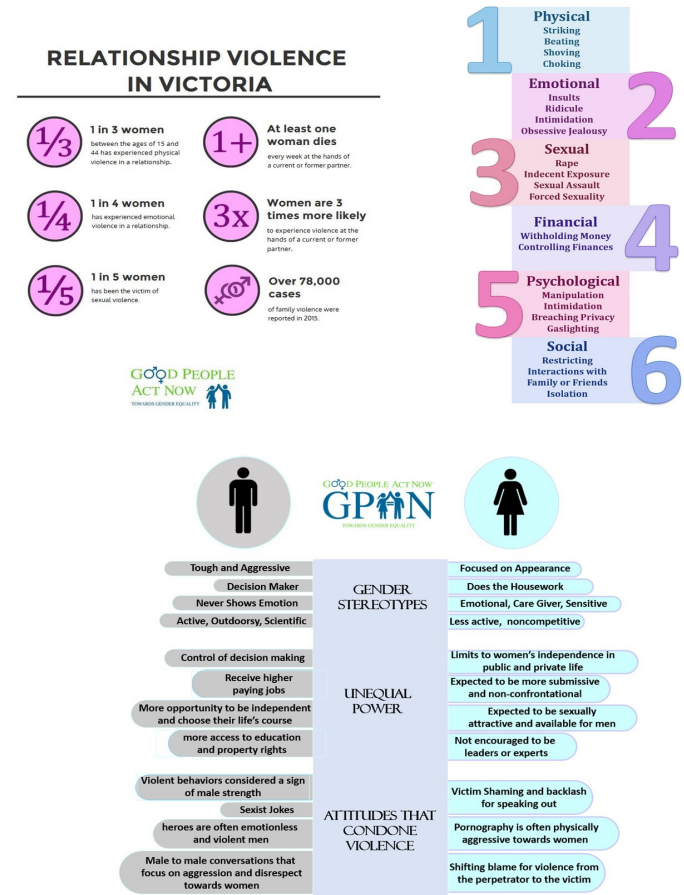 RELATIONSHIP VIOLENCE
IN VICTORIA
1/3
1 in 3 women
between the ages of 15 and
44 has experienced physical
violence in a relationship.
1+
At least one
woman dies
every week at the hands of
a current or former partner.
1/4
1 in 4 women
has experienced emotional
violence in a relationship.
3x
Women are 3
times more likely
to experience violence at the
hands of a current or former
partner.
1/5
1 in 5 women
has been the victim of
sexual violence.
Over 78,000
cases
of family violence were
reported in 2015.
GOOD PEOPLE
ACT NOW
TOWARDS GENDER EQUALITY
1
Physical
Striking
Beating
Shoving
Choking
2
Emotional
Insults
Ridicule
Intimidation
Obsessive Jealousy
3
Sexual
Rape
Indecent Exposure
Sexual Assault
Forced Sexuality
4
Financial
Withholding Money
Controlling Finances
5
Psychological
Manipulation
Intimidation
Breaching Privacy
Gaslighting
6
Social
Restricting
Interactions with
Family or Friends
Isolation
GOOD PEOPLE ACT NOW
GPAN
TOWARDS GENDER EQUALITY
GENDER
STEREOTYPES
Tough and Aggressive
Decision Maker
Never Shows Emotion
Active, Outdoorsy, Scientific
Focused on Appearance
Does the Housework
Emotional, Care Giver, Sensitive
Less active, noncompetitive
UNEQUAL
POWER
Control of decision making
Receive higher
paying jobs
More opportunity to be independent
and choose their life's course
more access to education
and property rights
Limits to women's independence in
public and private life
Expected to be more submissive
and non-confrontational
Expected to be sexually
attractive and available for men
Not encouraged to be
leaders or experts
ATTITUDES THAT
CONDONE
VIOLENCE
Violent behaviors considered a sign
of male strength
Sexist Jokes
heroes are often emotionless
and violent men
Male to male conversations that
focus on aggression and disrespect
towards women
Victim Shaming and backlash
for speaking out
Pornography is often physically
aggressive towards women
Shifting blame for violence from
the perpetrator to the victim